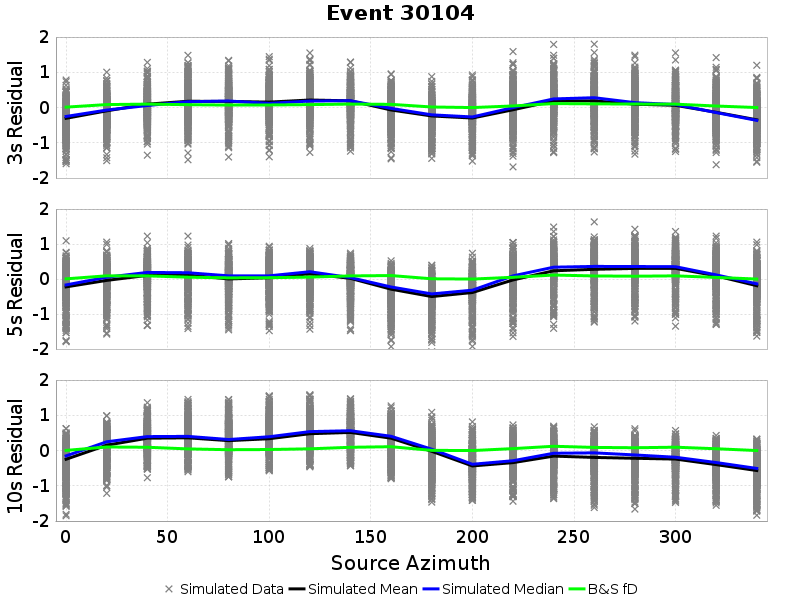 Event 30104
3s Residual
2
1
0
-1
-2
5s Residual
2
1
0
-1
-2
10s Residual
2
1
0
-1
-2
0 50 100 150 200 250 300
Source Azimuth
Simulated Data Simulated Mean Simulated Median B&S fD